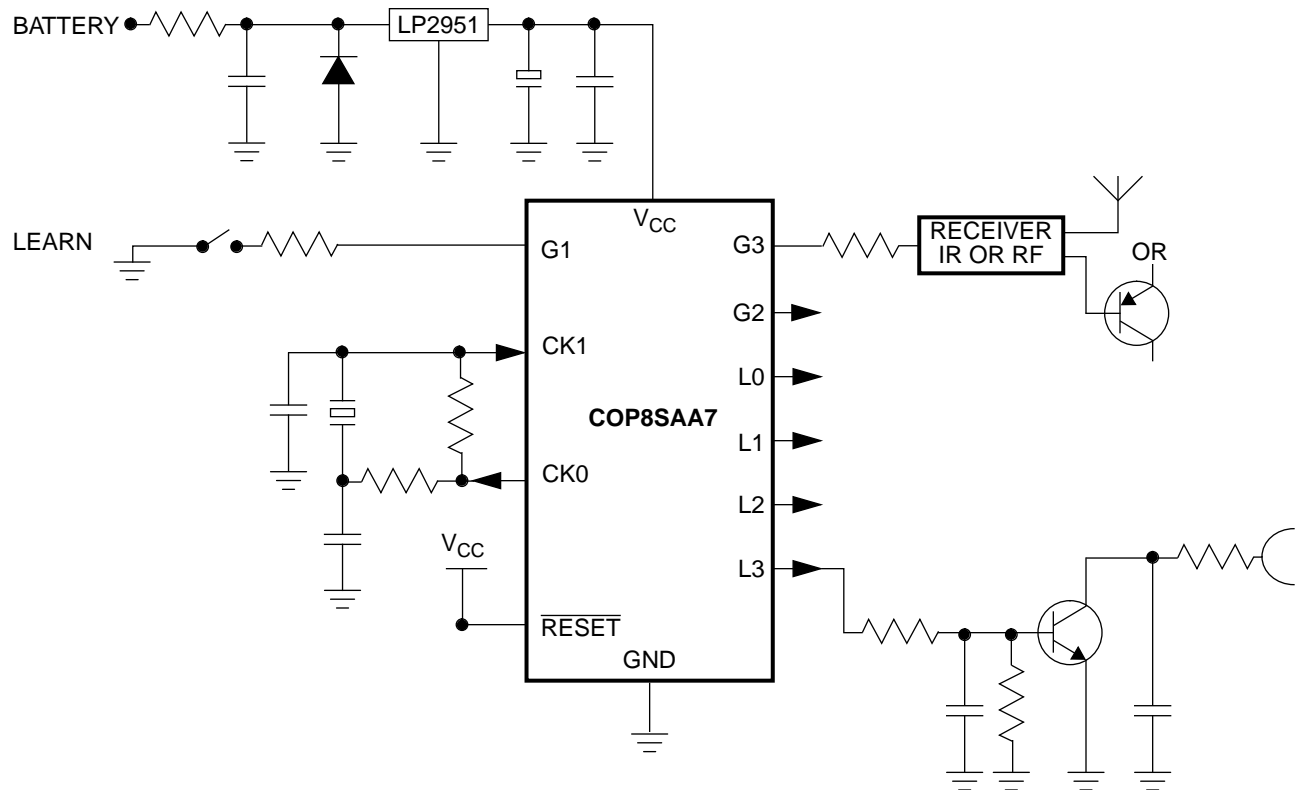 BATTERY
LP2951
LEARN
V_CC
G1
G3
RECEIVER
IR OR RF
OR
G2
CK1
L0
COP8SAA7
L1
CK0
L2
V_CC
L3
RESET
GND